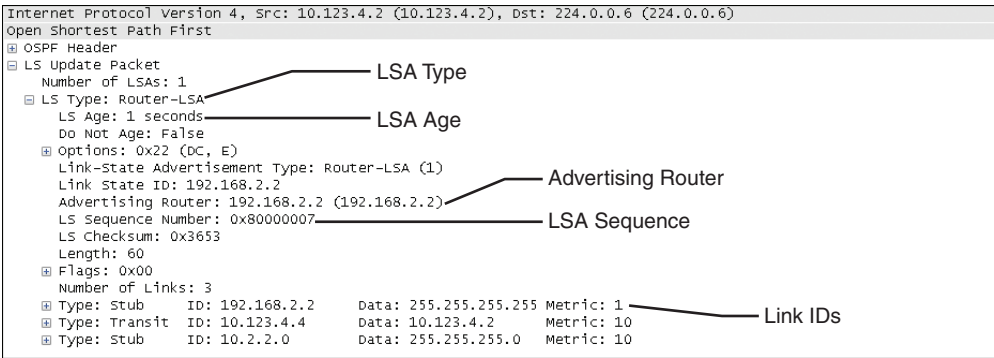 Internet Protocol Version 4, Src: 10.123.4.2 (10.123.4.2), Dst: 224.0.0.6 (224.0.0.6)
Open Shortest Path First
OSPF Header
LS Update Packet
Number of LSAs: 1
LSA Type
LS Type: Router-LSA
LS Age: 1 seconds
LSA Age
Do Not Age: False
Options: 0x22 (DC, E)
Link-State Advertisement Type: Router-LSA (1)
Link State ID: 192.168.2.2
Advertising Router
Advertising Router: 192.168.2.2 (192.168.2.2)
LS Sequence Number: 0x80000007
LSA Sequence
LS Checksum: 0x3653
Length: 60
Flags: 0x00
Number of Links: 3
Type: Stub ID: 192.168.2.2 Data: 255.255.255.255 Metric: 1
Link IDs
Type: Transit ID: 10.123.4.4 Data: 10.123.4.2 Metric: 10
Type: Stub ID: 10.2.2.0 Data: 255.255.255.0 Metric: 10